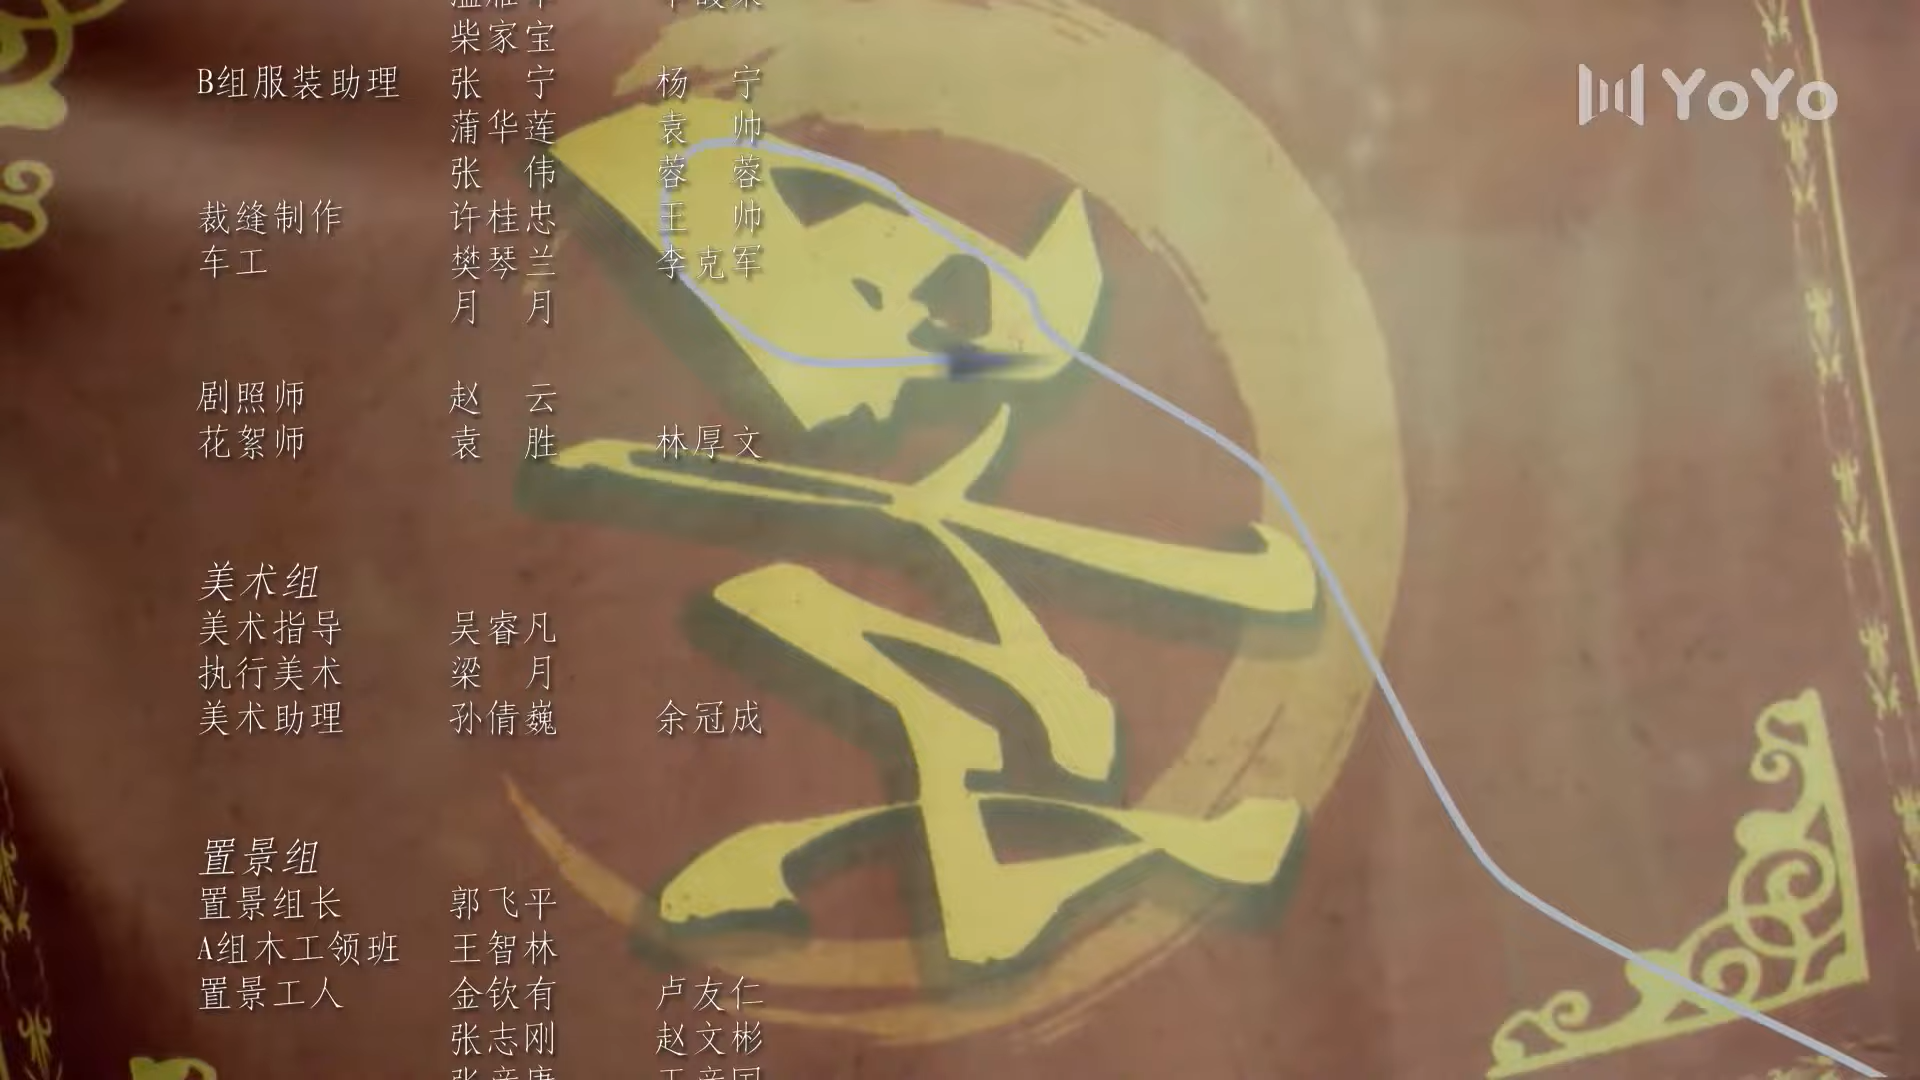 柴家宝
YoYo
B组服装助理 张 宁 杨 宁
蒲华莲 袁 帅
张 伟 蓉 蓉
裁缝制作 许桂忠 王 帅
车工 樊琴兰 李克军
月 月
剧照师 赵 云
花絮师 袁 胜 林厚文
美术组
美术指导 吴睿凡
执行美术 梁 月
美术助理 孙倩巍 余冠成
置景组
置景组长 郭飞平
A组木工领班 王智林
置景工人 金钦有 卢友仁
张志刚 赵文彬